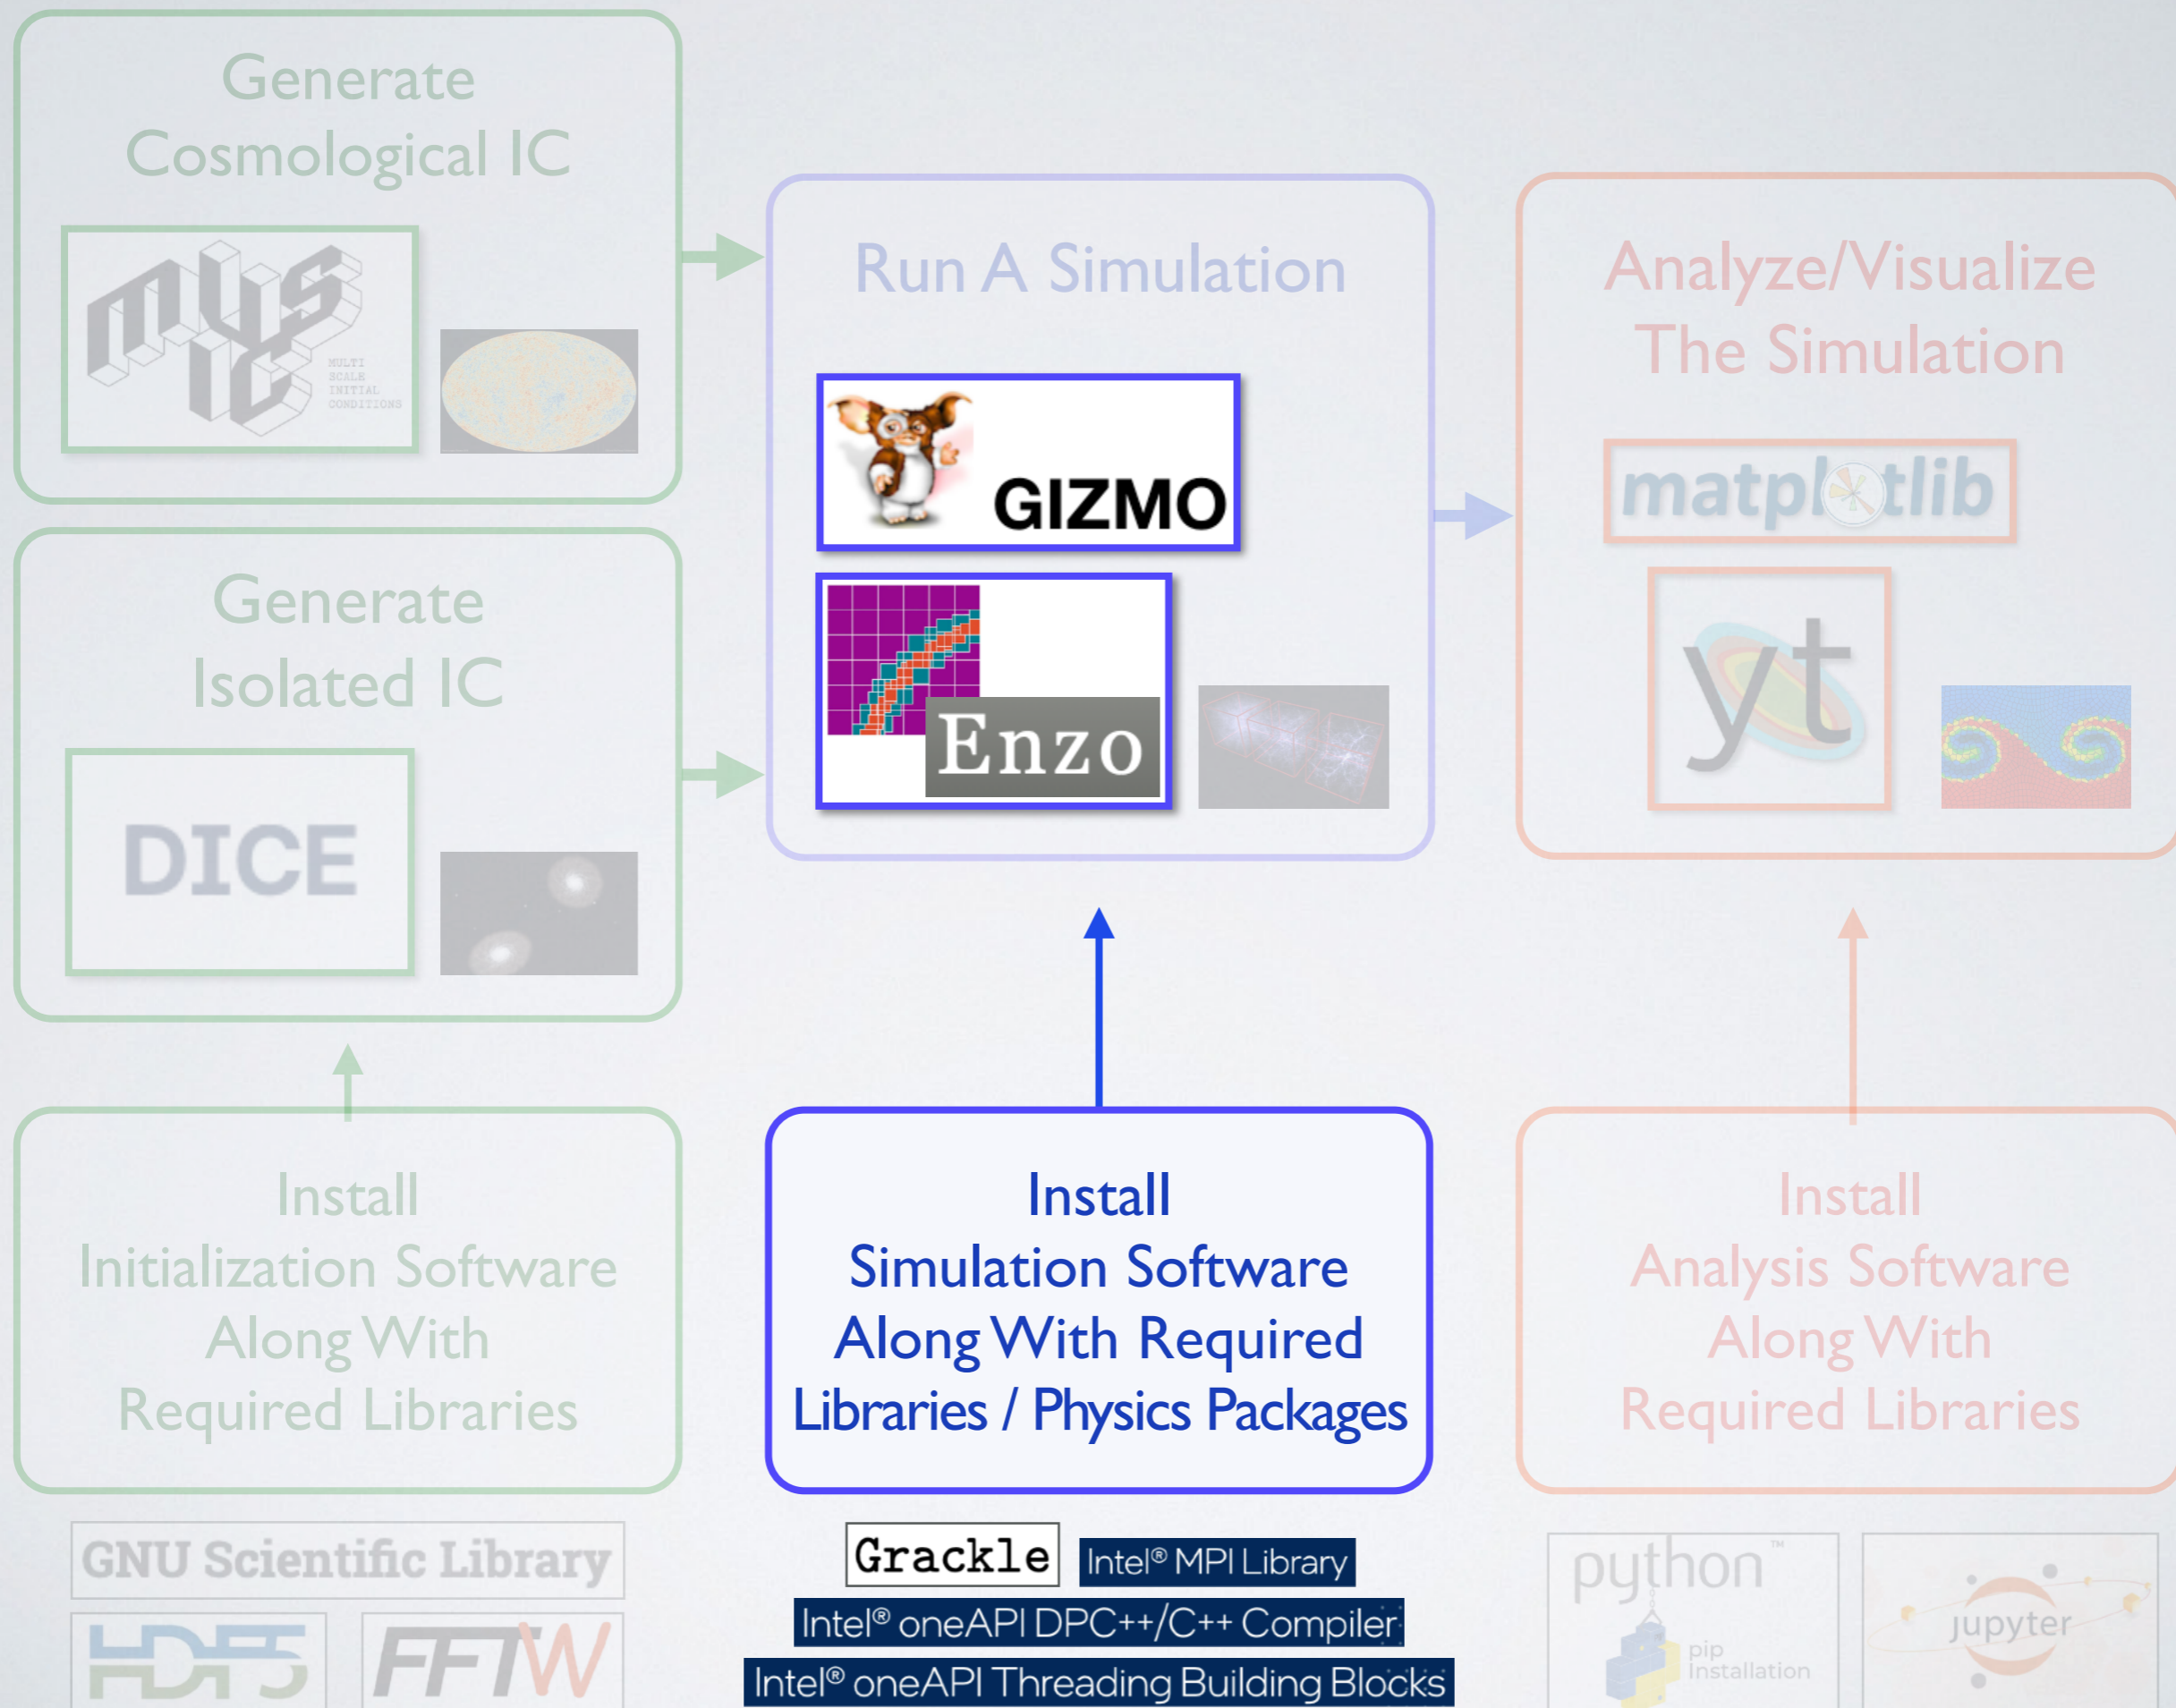 Generate
Cosmological IC
MUSIC
MULTI
SCALE
INITIAL
CONDITIONS
Generate
Isolated IC
DICE
Install
Initialization Software
Along With
Required Libraries
GNU Scientific Library
HDF5
FFTW
Run A Simulation
GIZMO
Enzo
Install
Simulation Software
Along With Required
Libraries / Physics Packages
Grackle
Intel® MPI Library
Intel® oneAPI DPC++/C++ Compiler
Intel® oneAPI Threading Building Blocks
Analyze/Visualize
The Simulation
matplotlib
yt
Install
Analysis Software
Along With
Required Libraries
python™
pip
Installation
jupyter